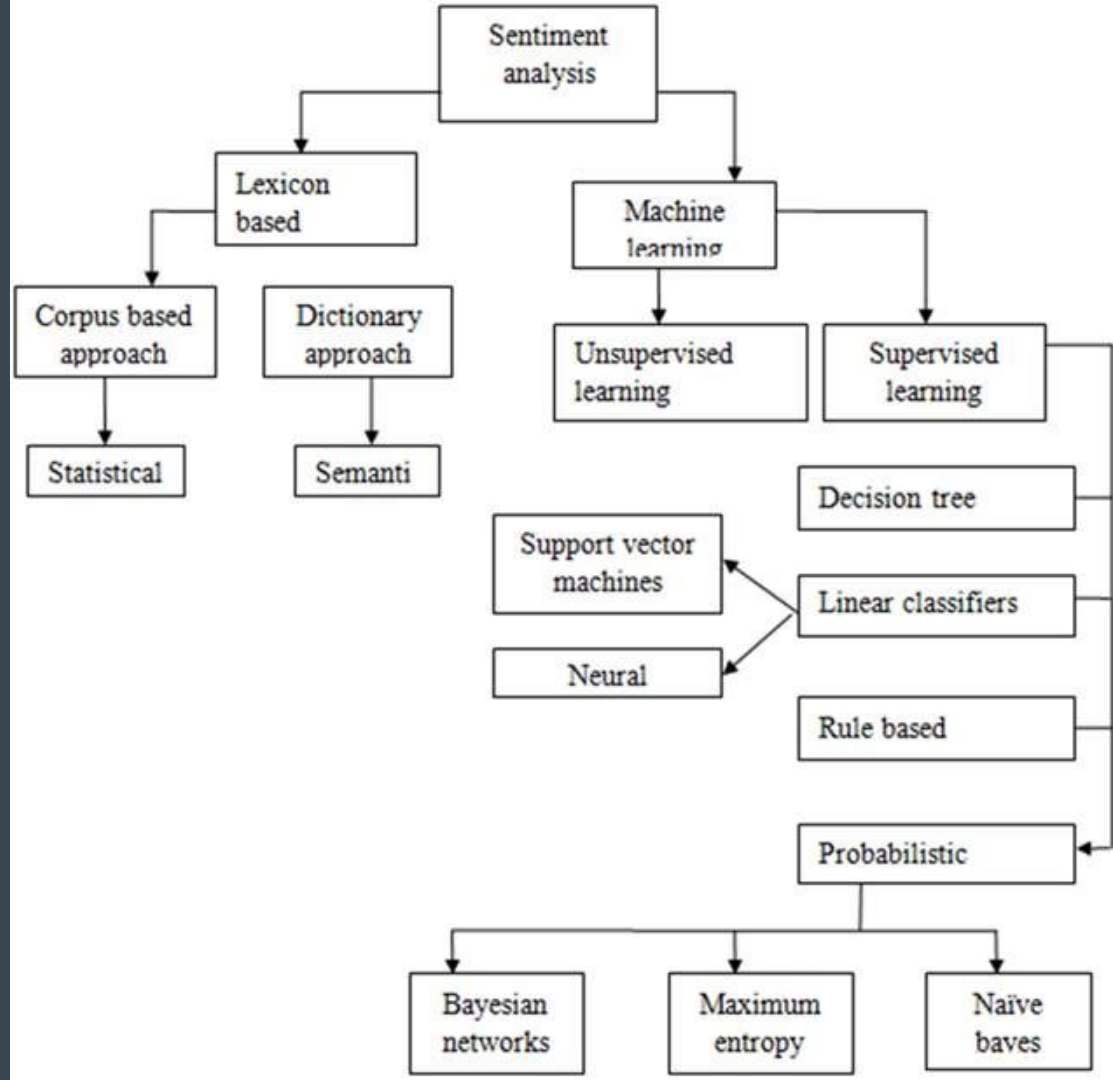 Sentiment
analysis
Lexicon
based
Machine
learning
Corpus based
approach
Dictionary
approach
Unsupervised
learning
Supervised
learning
Statistical
Semanti
Decision tree
Support vector
machines
Linear classifiers
Neural
Rule based
Probabilistic
Bayesian
networks
Maximum
entropy
Naïve
bayes